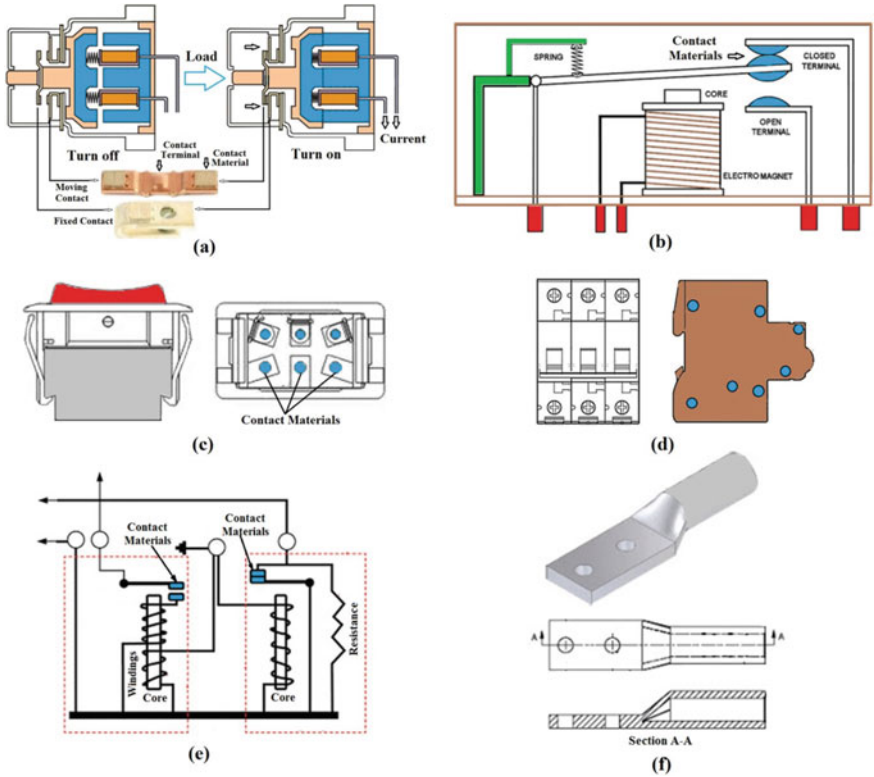 Load
Turn off
Contact
Terminal
Contact
Material
Turn on
Current
Moving
Contact
Fixed Contact
(a)
SPRING
Contact
Materials
CLOSED
TERMINAL
CORE
OPEN
TERMINAL
ELECTRO MAGNET
(b)
Contact Materials
(c)
(d)
Contact
Materials
Contact
Materials
Windings
Core
Core
Resistance
(e)
A
A
Section A-A
(f)